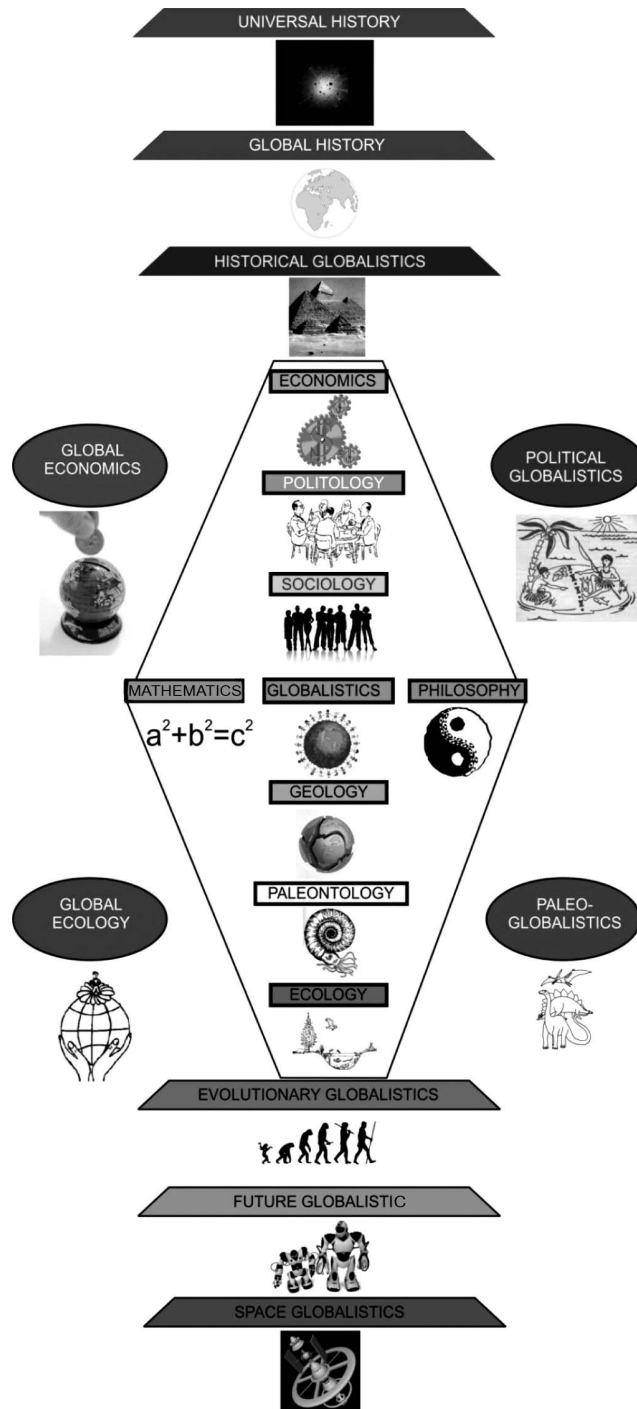 UNIVERSAL HISTORY
GLOBAL HISTORY
HISTORICAL GLOBALISTICS
ECONOMICS
GLOBAL
ECONOMICS
POLITICAL
GLOBALISTICS
POLITOLOGY
SOCIOLOGY
MATHEMATICS
GLOBALISTICS
PHILOSOPHY
a²+b²=c²
GEOLOGY
PALEONTOLOGY
GLOBAL
ECOLOGY
PALEO-
GLOBALISTICS
ECOLOGY
EVOLUTIONARY GLOBALISTICS
FUTURE GLOBALISTIC
SPACE GLOBALISTICS